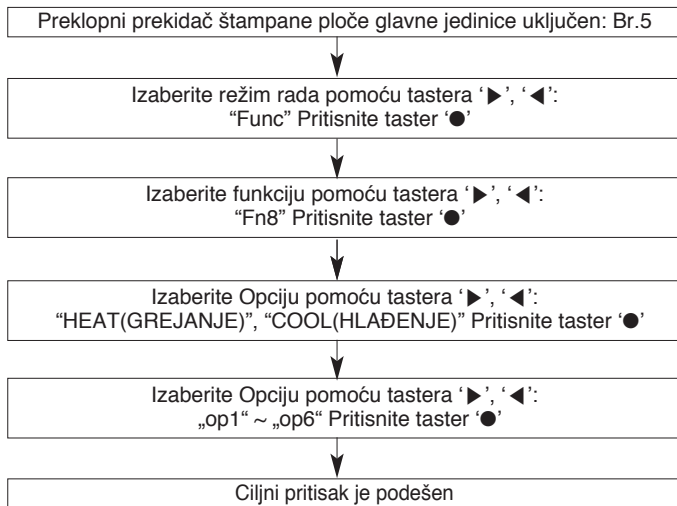 Preklopni prekidač štampane ploče glavne jedinice uključen: Br.5
Izaberite režim rada pomoću tastera ‘▶’, ‘◀’:
“Func” Pritisnite taster ‘●’
Izaberite funkciju pomoću tastera ‘▶’, ‘◀’:
“Fn8” Pritisnite taster ‘●’
Izaberite Opciju pomoću tastera ‘▶’, ‘◀’:
“HEAT(GREJANJE)”, “COOL(HLAĐENJE)” Pritisnite taster ‘●’
Izaberite Opciju pomoću tastera ‘▶’, ‘◀’:
„op1“ ~ „op6“ Pritisnite taster ‘●’
Ciljni pritisak je podešen